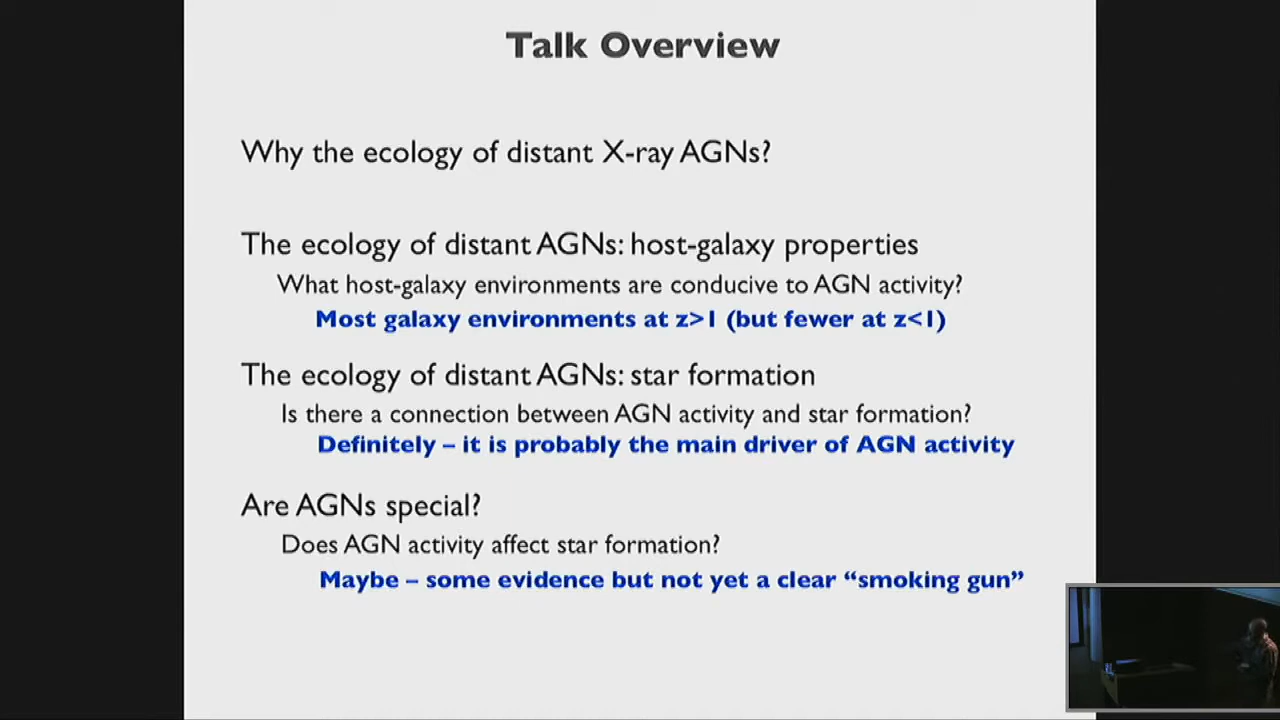 Talk Overview
Why the ecology of distant X-ray AGNs?
The ecology of distant AGNs: host-galaxy properties
What host-galaxy environments are conducive to AGN activity?
Most galaxy environments at z>1 (but fewer at z<1)
The ecology of distant AGNs: star formation
Is there a connection between AGN activity and star formation?
Definitely – it is probably the main driver of AGN activity
Are AGNs special?
Does AGN activity affect star formation?
Maybe – some evidence but not yet a clear “smoking gun”